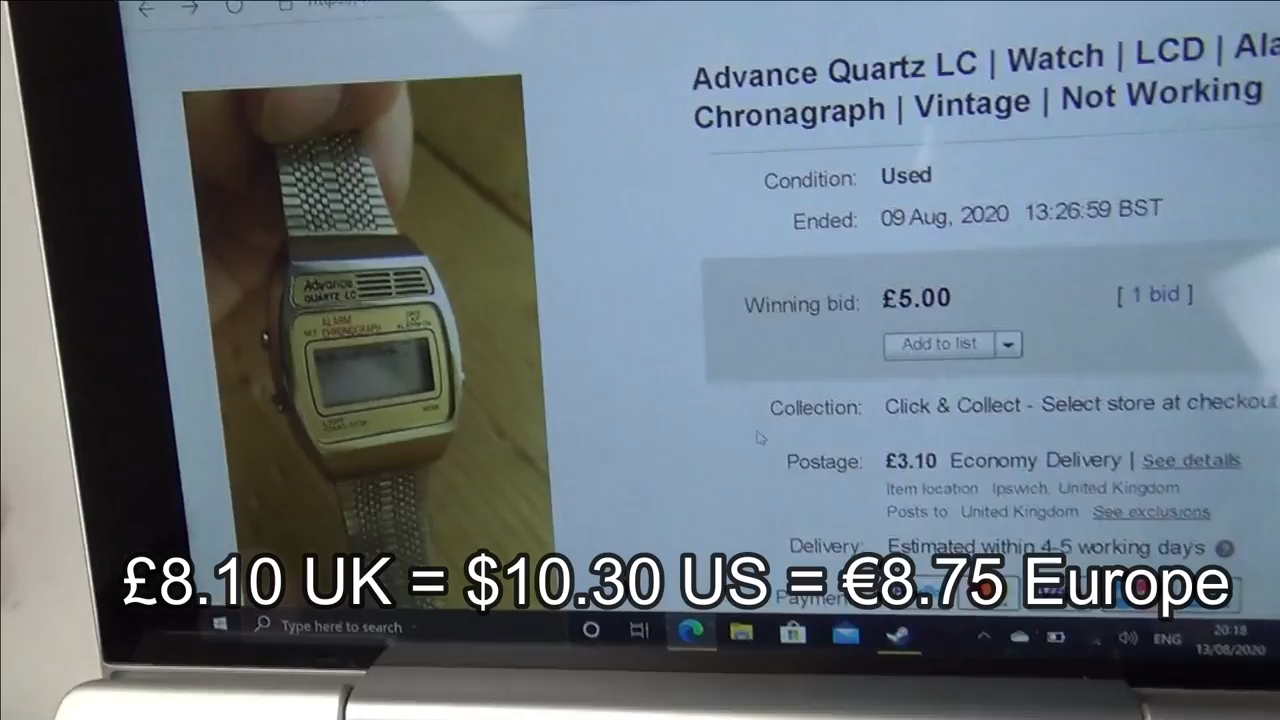 Advance Quartz LC | Watch | LCD | Ala
Chronagraph | Vintage | Not Working
Condition: Used
Ended: 09 Aug, 2020 13:26:59 BST
Winning bid: £5.00 [ 1 bid ]
Add to list
Collection: Click & Collect - Select store at checkout
Postage: £3.10 Economy Delivery | See details
Item location Ipswich, United Kingdom
Posts to United Kingdom See exclusions
Delivery: Estimated within 4-5 working days
Advance
QUARTZ LC
ALARM
CHRONOGRAPH
MODE
£8.10 UK = $10.30 US = €8.75 Europe
Type here to search
ENG
20:18
13/08/2020